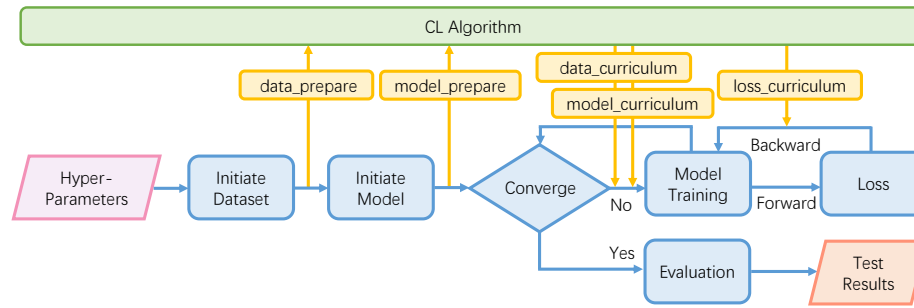 CL Algorithm
data_prepare
model_prepare
data_curriculum
model_curriculum
loss_curriculum
Hyper-
Parameters
Initiate
Dataset
Initiate
Model
Converge
No
Model
Training
Backward
Forward
Loss
Yes
Evaluation
Test
Results